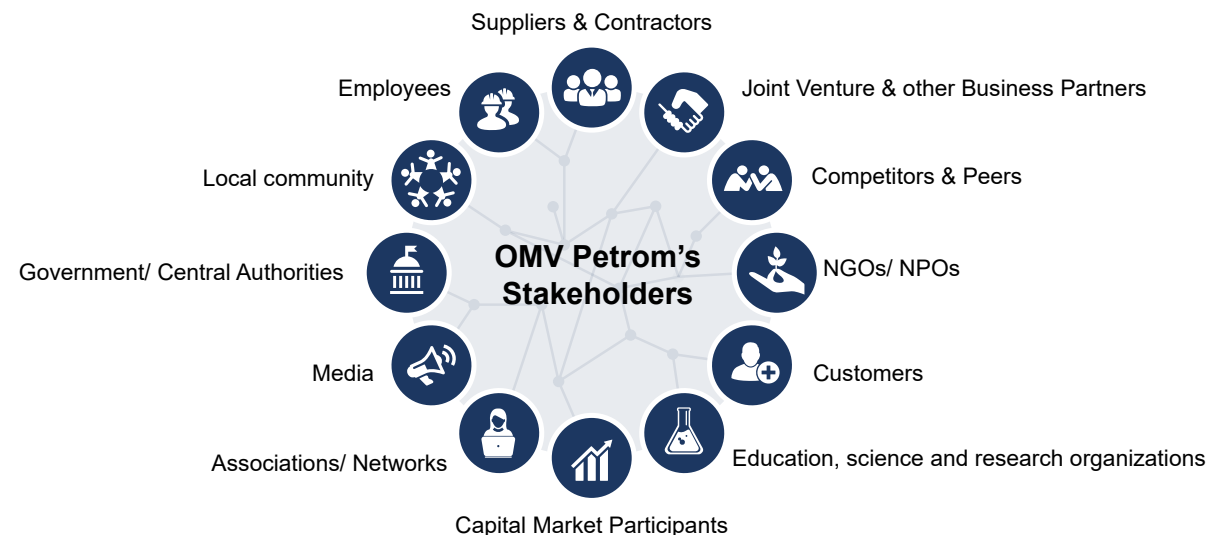 Suppliers & Contractors
Employees
Joint Venture & other Business Partners
Local community
Competitors & Peers
OMV Petrom’s
Stakeholders
Government/ Central Authorities
NGOs/ NPOs
Media
Customers
Associations/ Networks
Education, science and research organizations
Capital Market Participants